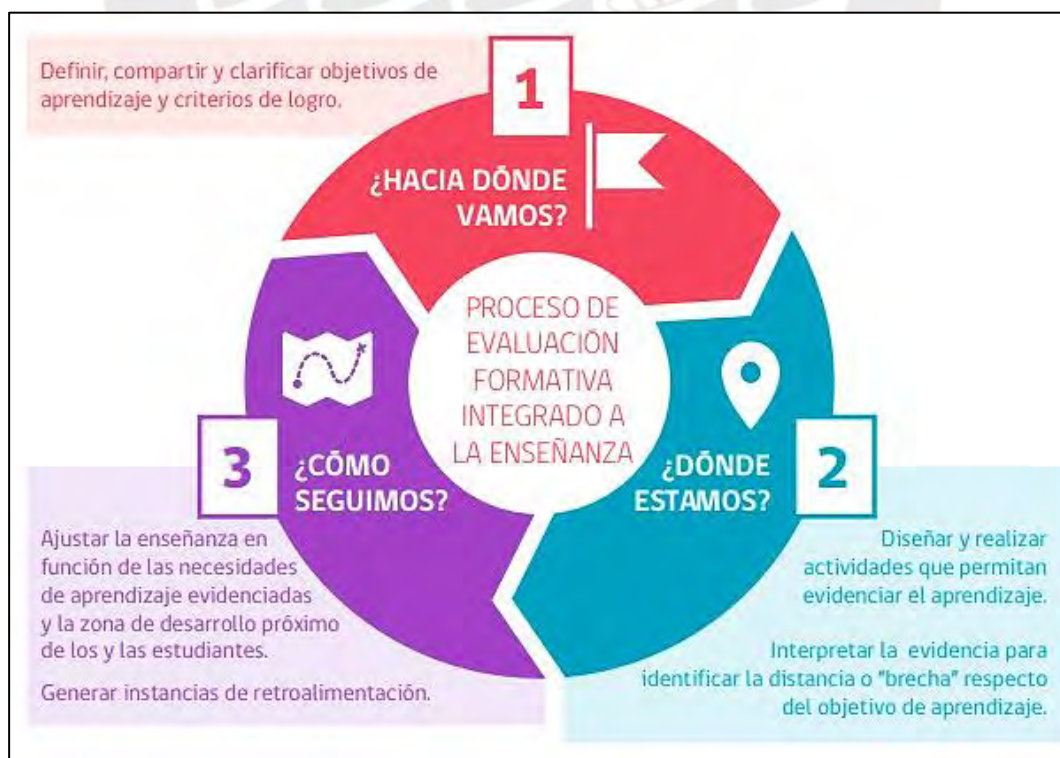 1
Definir, compartir y clarificar objetivos de
aprendizaje y criterios de logro.
¿HACIA DÓNDE
VAMOS?
PROCESO DE
EVALUACIÓN
FORMATIVA
INTEGRADO A
LA ENSEÑANZA
2
¿DÓNDE
ESTAMOS?
Diseñar y realizar
actividades que permitan
evidenciar el aprendizaje.
Interpretar la evidencia para
identificar la distancia o "brecha" respecto
del objetivo de aprendizaje.
3
¿CÓMO
SEGUIMOS?
Ajustar la enseñanza en
función de las necesidades
de aprendizaje evidenciadas
y la zona de desarrollo próximo
de los y las estudiantes.
Generar instancias de retroalimentación.